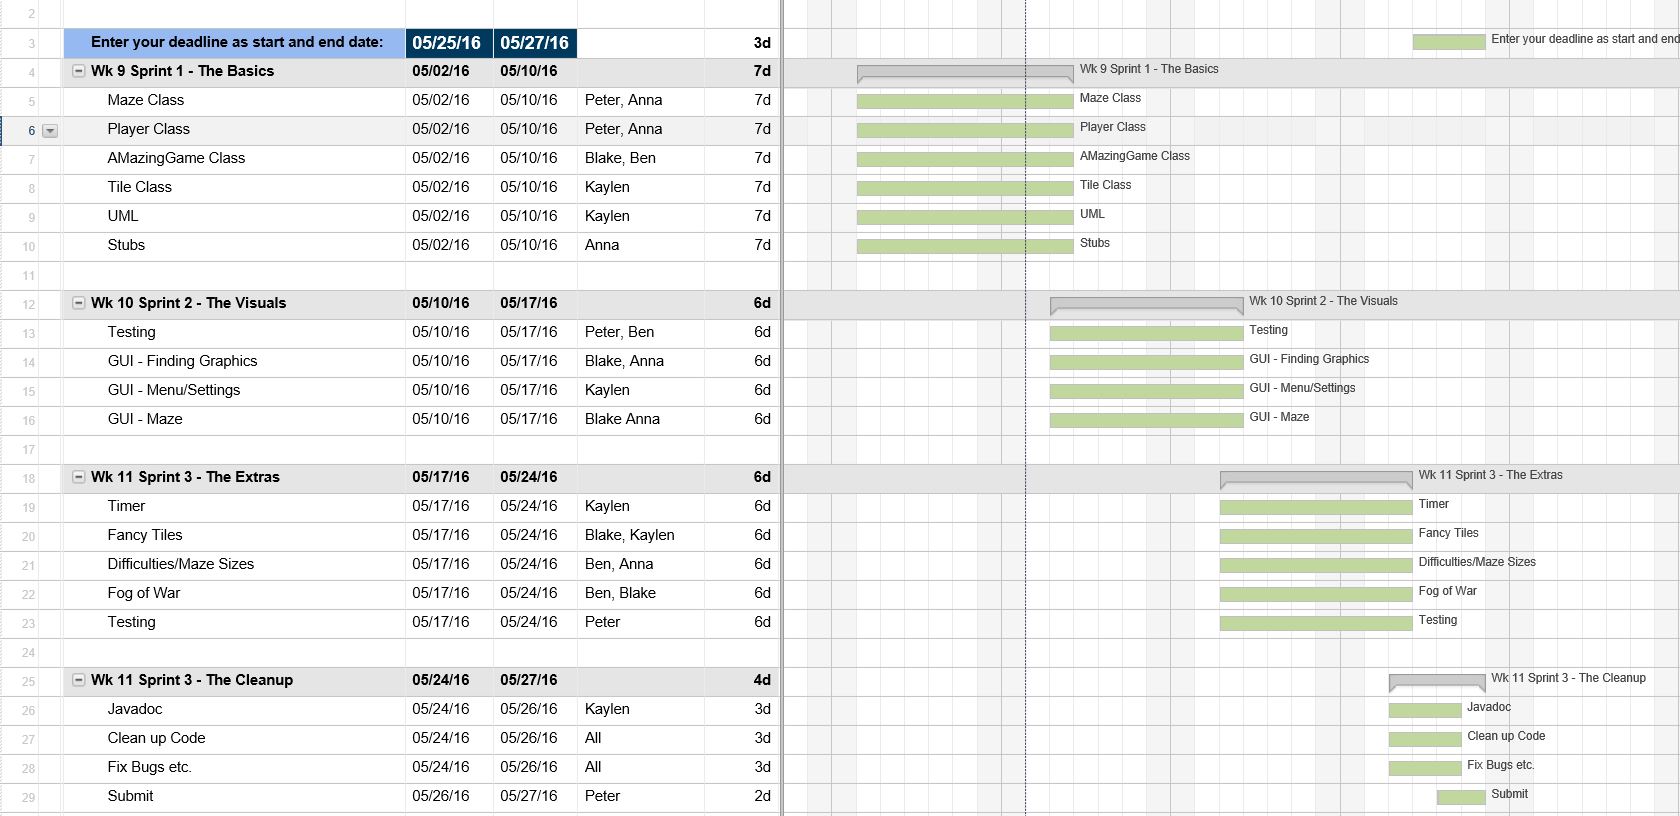 2
3 Enter your deadline as start and end date: 05/25/16 05/27/16 3d Enter your deadline as start and end
4 Wk 9 Sprint 1 - The Basics 05/02/16 05/10/16 7d Wk 9 Sprint 1 - The Basics
5 Maze Class 05/02/16 05/10/16 Peter, Anna 7d Maze Class
6 Player Class 05/02/16 05/10/16 Peter, Anna 7d Player Class
7 AMazingGame Class 05/02/16 05/10/16 Blake, Ben 7d AMazingGame Class
8 Tile Class 05/02/16 05/10/16 Kaylen 7d Tile Class
9 UML 05/02/16 05/10/16 Kaylen 7d UML
10 Stubs 05/02/16 05/10/16 Anna 7d Stubs
11
12 Wk 10 Sprint 2 - The Visuals 05/10/16 05/17/16 6d Wk 10 Sprint 2 - The Visuals
13 Testing 05/10/16 05/17/16 Peter, Ben 6d Testing
14 GUI - Finding Graphics 05/10/16 05/17/16 Blake, Anna 6d GUI - Finding Graphics
15 GUI - Menu/Settings 05/10/16 05/17/16 Kaylen 6d GUI - Menu/Settings
16 GUI - Maze 05/10/16 05/17/16 Blake Anna 6d GUI - Maze
17
18 Wk 11 Sprint 3 - The Extras 05/17/16 05/24/16 6d Wk 11 Sprint 3 - The Extras
19 Timer 05/17/16 05/24/16 Kaylen 6d Timer
20 Fancy Tiles 05/17/16 05/24/16 Blake, Kaylen 6d Fancy Tiles
21 Difficulties/Maze Sizes 05/17/16 05/24/16 Ben, Anna 6d Difficulties/Maze Sizes
22 Fog of War 05/17/16 05/24/16 Ben, Blake 6d Fog of War
23 Testing 05/17/16 05/24/16 Peter 6d Testing
24
25 Wk 11 Sprint 3 - The Cleanup 05/24/16 05/27/16 4d Wk 11 Sprint 3 - The Cleanup
26 Javadoc 05/24/16 05/26/16 Kaylen 3d Javadoc
27 Clean up Code 05/24/16 05/26/16 All 3d Clean up Code
28 Fix Bugs etc. 05/24/16 05/26/16 All 3d Fix Bugs etc.
29 Submit 05/26/16 05/27/16 Peter 2d Submit